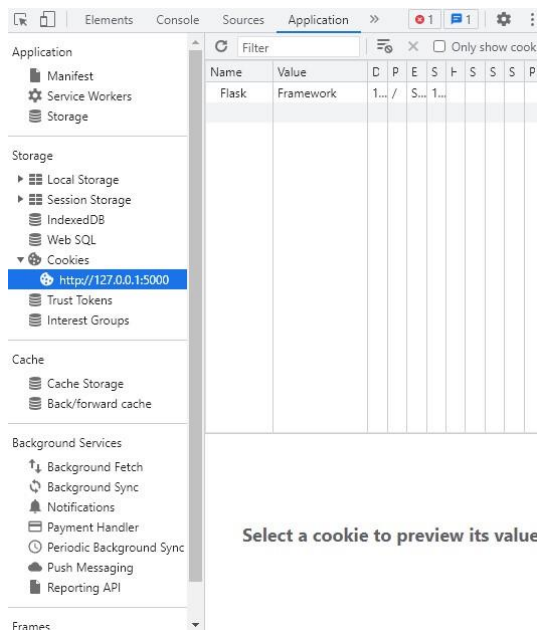 Elements Console Sources Application » 1 1
Application
Manifest
Service Workers
Storage
Storage
Local Storage
Session Storage
IndexedDB
Web SQL
Cookies
http://127.0.0.1:5000
Trust Tokens
Interest Groups
Cache
Cache Storage
Back/forward cache
Background Services
Background Fetch
Background Sync
Notifications
Payment Handler
Periodic Background Sync
Push Messaging
Reporting API
Frames
Filter Only show cook
Name Value D P E S H S S S P
Flask Framework 1... / S... 1...
Select a cookie to preview its value